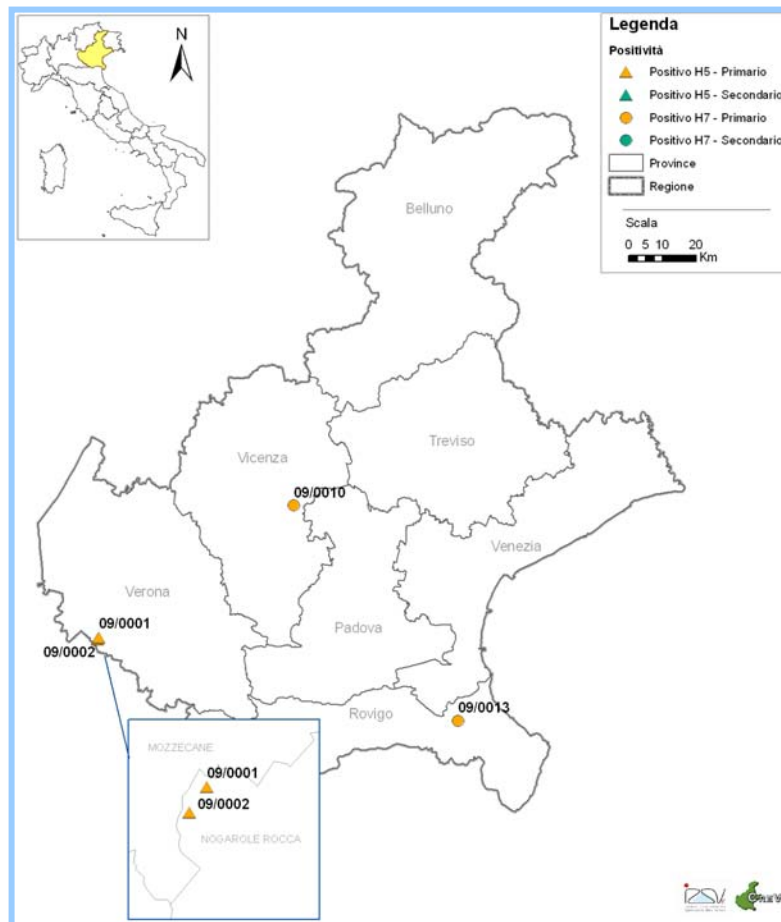 N
Legenda
Positività
Positivo H5 - Primario
Positivo H5 - Secondario
Positivo H7 - Primario
Positivo H7 - Secondario
Province
Regione
Scala
0 5 10 20
Km
Belluno
Treviso
Vicenza
09/0010
Venezia
Verona
09/0001
09/0002
Padova
Rovigo
09/0013
MOZZECANE
09/0001
09/0002
NOGAROLE ROCCA